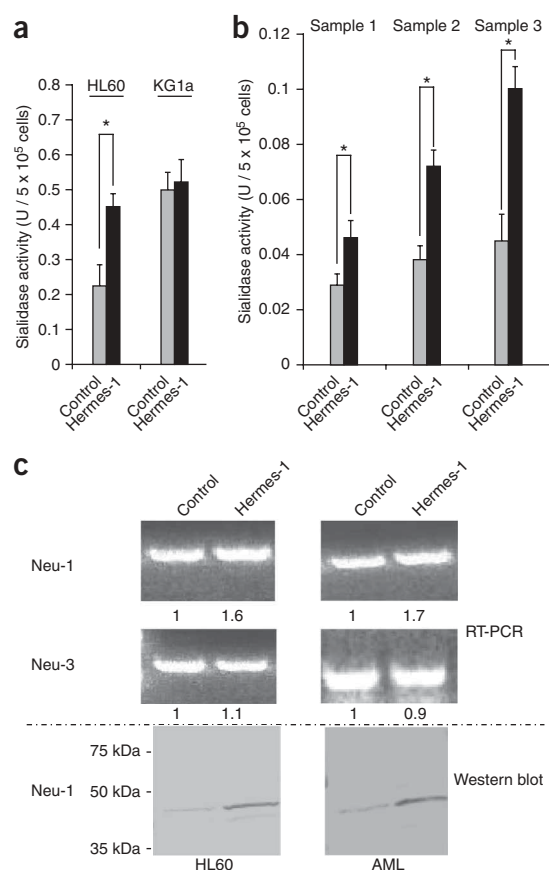 a
HL60 KG1a
Sialidase activity (U / 5 x 10⁵ cells)
0.8
0.7
0.6
0.5
0.4
0.3
0.2
0.1
0
*
Control
Hermes-1
Control
Hermes-1
b
Sample 1 Sample 2 Sample 3
Sialidase activity (U / 5 x 10⁵ cells)
0.12
0.1
0.08
0.06
0.04
0.02
0
* * *
Control
Hermes-1
Control
Hermes-1
Control
Hermes-1
c
Control Hermes-1 Control Hermes-1
Neu-1
1 1.6 1 1.7
RT-PCR
Neu-3
1 1.1 1 0.9
75 kDa -
Neu-1 50 kDa - Western blot
35 kDa -
HL60 AML